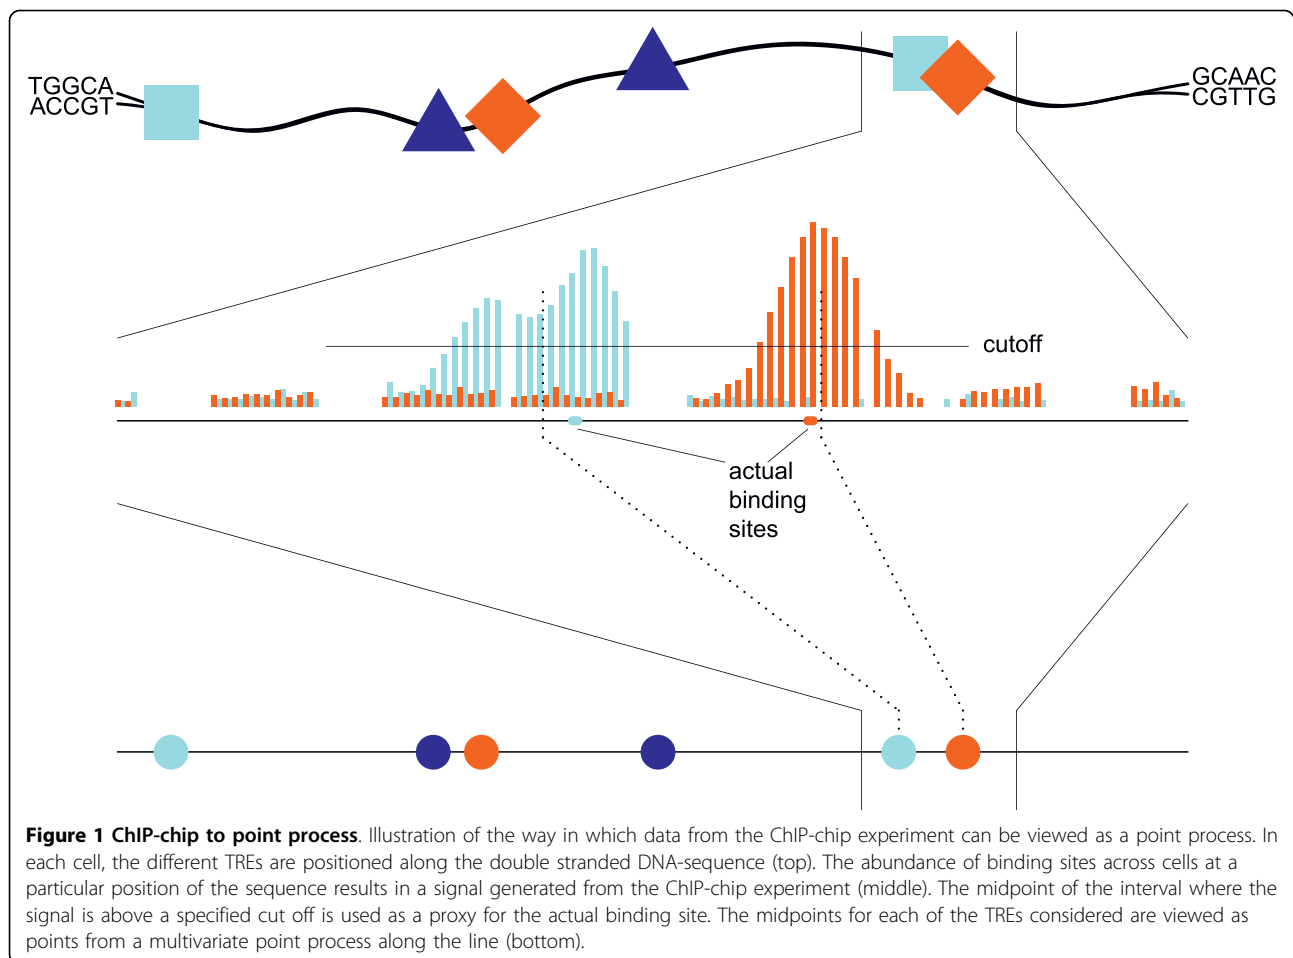 TGGCA
ACCGT
GCAAC
CGTTG
cutoff
actual
binding
sites
Figure 1 ChIP-chip to point process. Illustration of the way in which data from the ChIP-chip experiment can be viewed as a point process. In
each cell, the different TREs are positioned along the double stranded DNA-sequence (top). The abundance of binding sites across cells at a
particular position of the sequence results in a signal generated from the ChIP-chip experiment (middle). The midpoint of the interval where the
signal is above a specified cut off is used as a proxy for the actual binding site. The midpoints for each of the TREs considered are viewed as
points from a multivariate point process along the line (bottom).